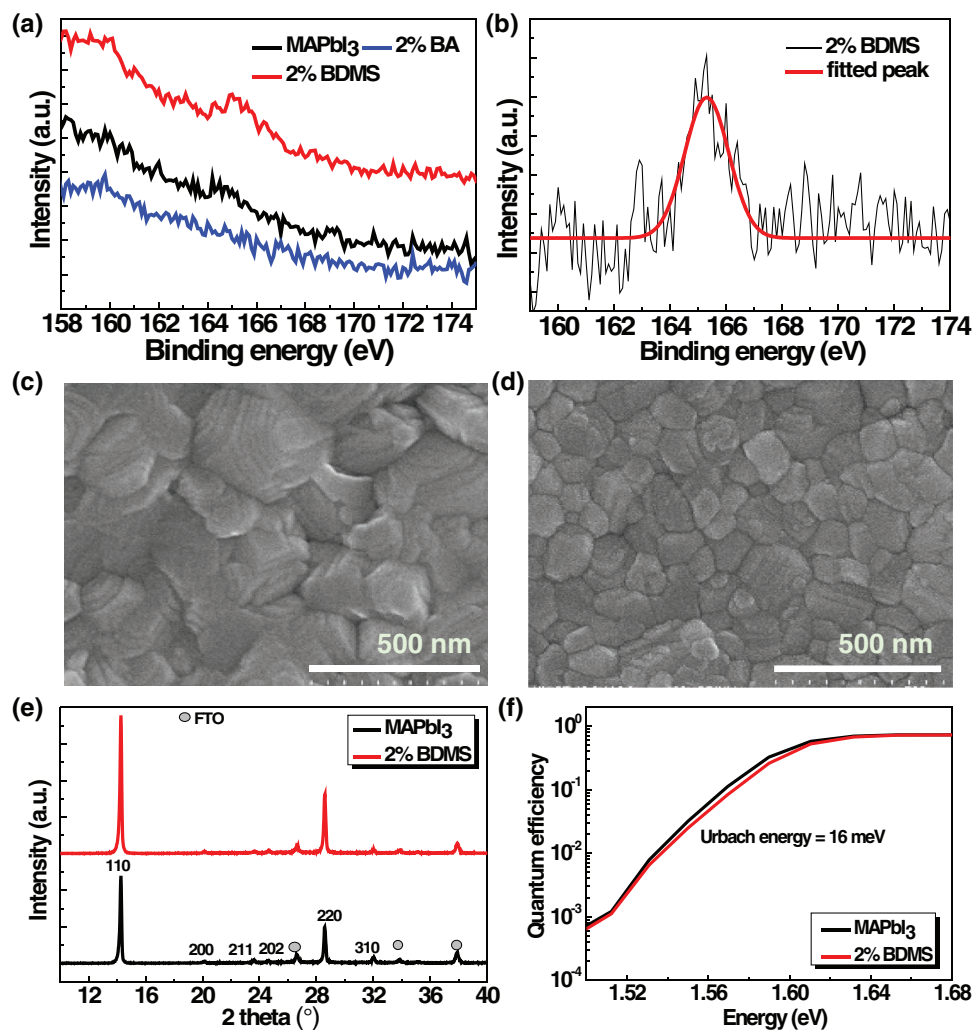 (a)
MAPbI3 2% BA
2% BDMS
Intensity (a.u.)
158 160 162 164 166 168 170 172 174
Binding energy (eV)
(b)
2% BDMS
fitted peak
Intensity (a.u.)
160 162 164 166 168 170 172 174
Binding energy (eV)
(c)
500 nm
(d)
500 nm
(e)
FTO
MAPbI3
2% BDMS
Intensity (a.u.)
110
200 211 202 220 310
12 16 20 24 28 32 36 40
2 theta (°)
(f)
Quantum efficiency
10^0
10^-1
10^-2
10^-3
10^-4
Urbach energy = 16 meV
MAPbI3
2% BDMS
1.52 1.56 1.60 1.64 1.68
Energy (eV)